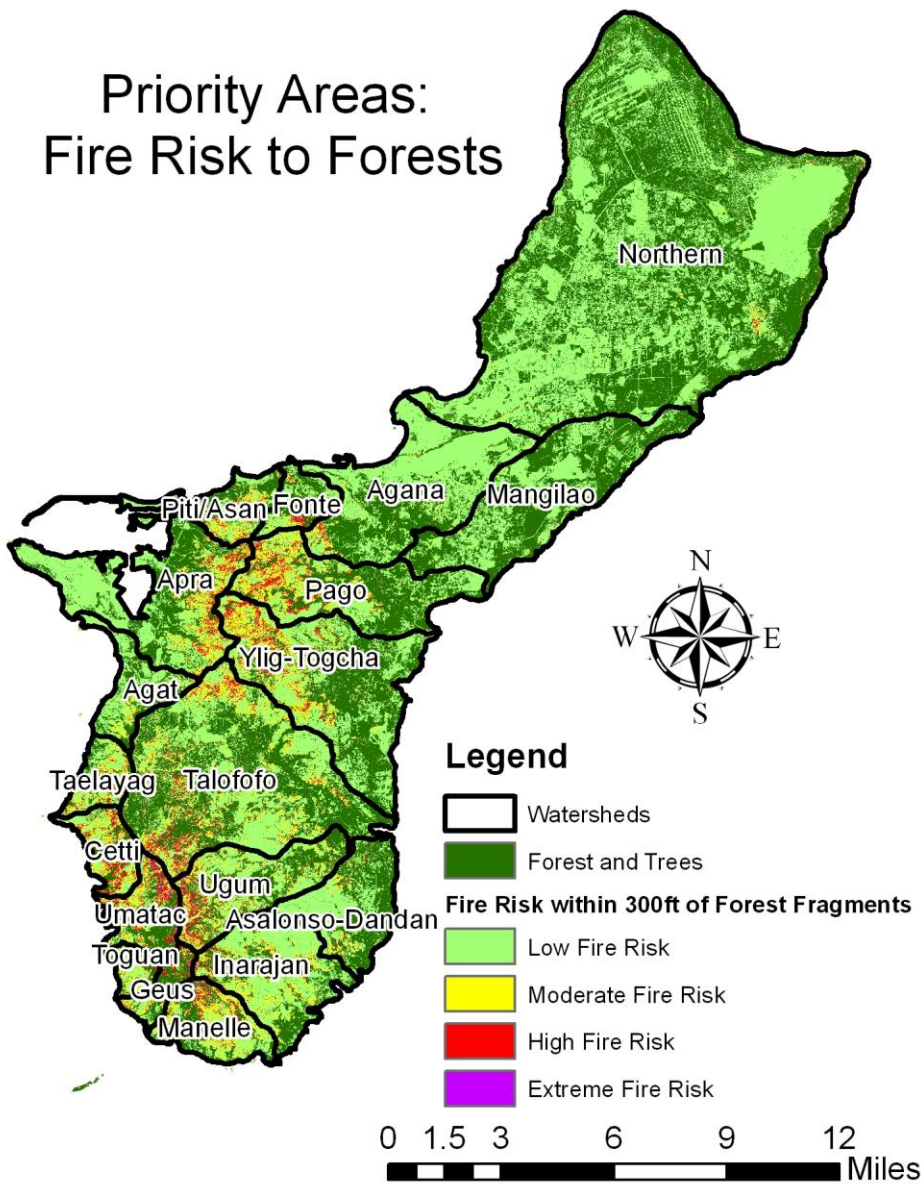 Priority Areas:
Fire Risk to Forests
Northern
Agana
Mangilao
Piti/Asan
Fonte
Apra
Pago
Ylig-Togcha
Agat
Taelayag
Talofofo
Cetti
Ugum
Umatac
Asalonso-Dandan
Toguan
Inarajan
Geus
Manelle
N
W
E
S
Legend
Watersheds
Forest and Trees
Fire Risk within 300ft of Forest Fragments
Low Fire Risk
Moderate Fire Risk
High Fire Risk
Extreme Fire Risk
0 1.5 3 6 9 12
Miles